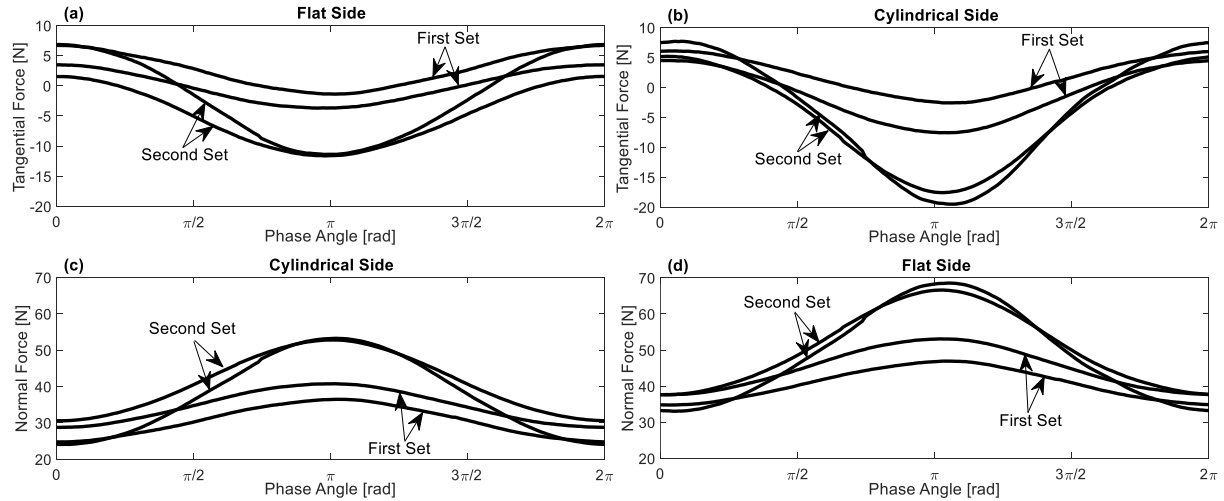 (a)
Flat Side
Tangential Force [N]
10
5
0
-5
-10
-15
-20
First Set
Second Set
0
π/2
π
3π/2
2π
Phase Angle [rad]
(b)
Cylindrical Side
Tangential Force [N]
10
5
0
-5
-10
-15
-20
First Set
Second Set
0
π/2
π
3π/2
2π
Phase Angle [rad]
(c)
Cylindrical Side
Normal Force [N]
70
60
50
40
30
20
Second Set
First Set
0
π/2
π
3π/2
2π
Phase Angle [rad]
(d)
Flat Side
Normal Force [N]
70
60
50
40
30
20
Second Set
First Set
0
π/2
π
3π/2
2π
Phase Angle [rad]